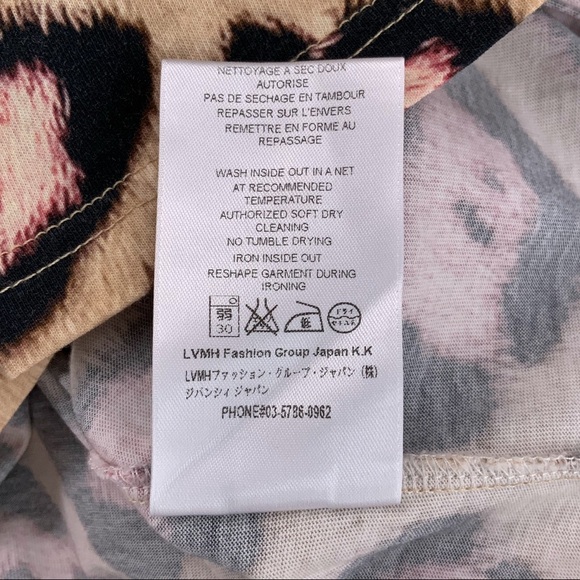 NETTOYAGE A SEC DOUX
AUTORISE
PAS DE SECHAGE EN TAMBOUR
REPASSER SUR L'ENVERS
REMETTRE EN FORME AU
REPASSAGE
WASH INSIDE OUT IN A NET
AT RECOMMENDED
TEMPERATURE
AUTHORIZED SOFT DRY
CLEANING
NO TUMBLE DRYING
IRON INSIDE OUT
RESHAPE GARMENT DURING
IRONING
30 低 ドライ
LVMH Fashion Group Japan K.K
LVMHファッション・グループ・ジャパン (株)
ジバンシィ ジャパン
PHONE#03-5786-0962